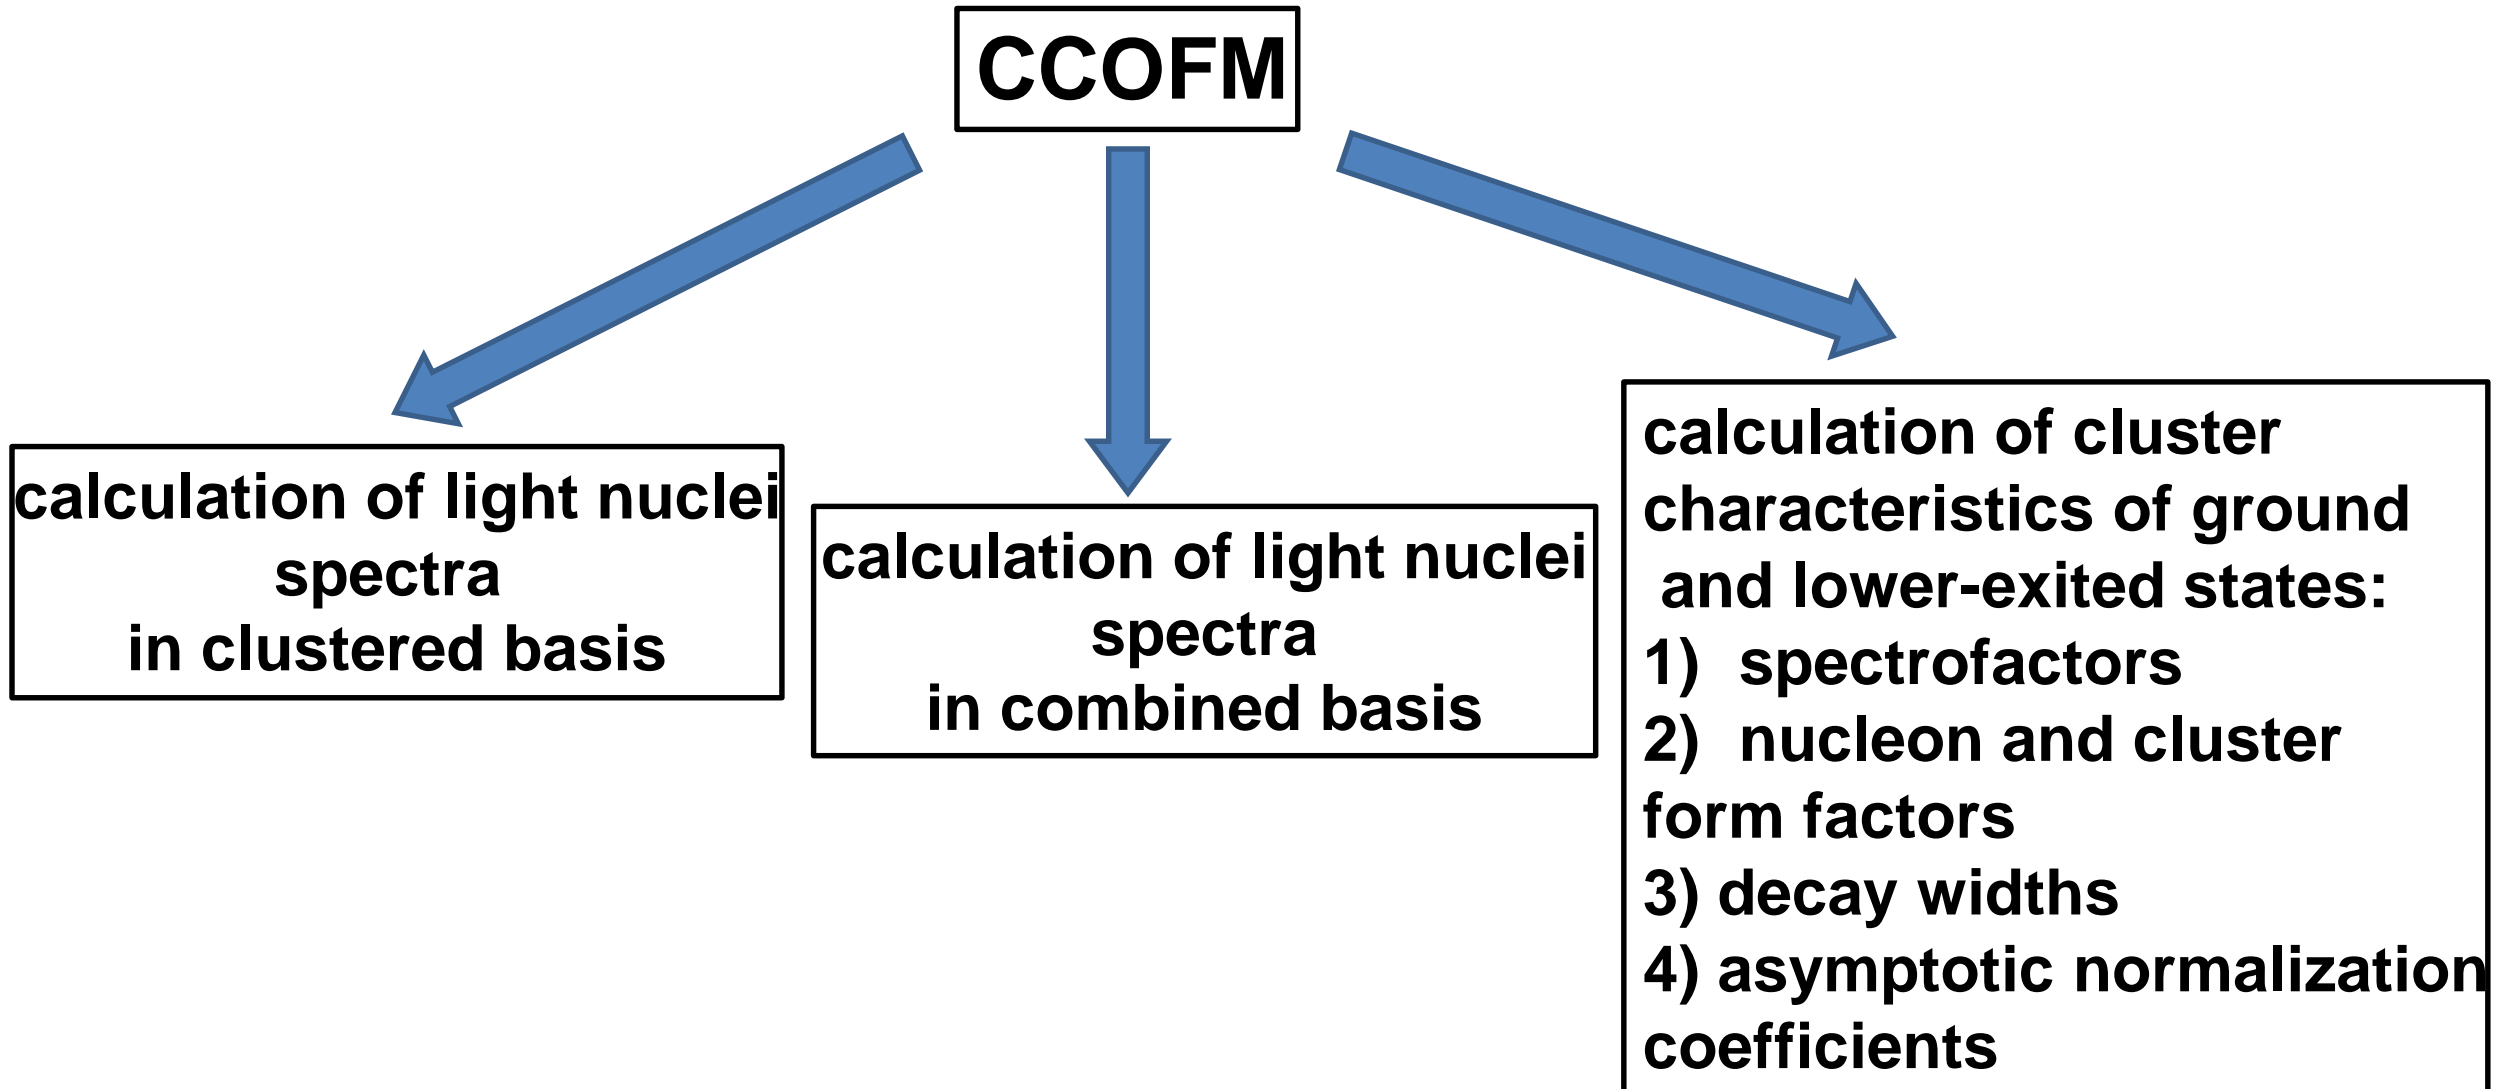 CCOFM
calculation of light nuclei
spectra
in clustered basis
calculation of light nuclei
spectra
in combined basis
calculation of cluster
characteristics of ground
and lower-exited states:
1) spectrofactors
2) nucleon and cluster
form factors
3) decay widths
4) asymptotic normalization
coefficients